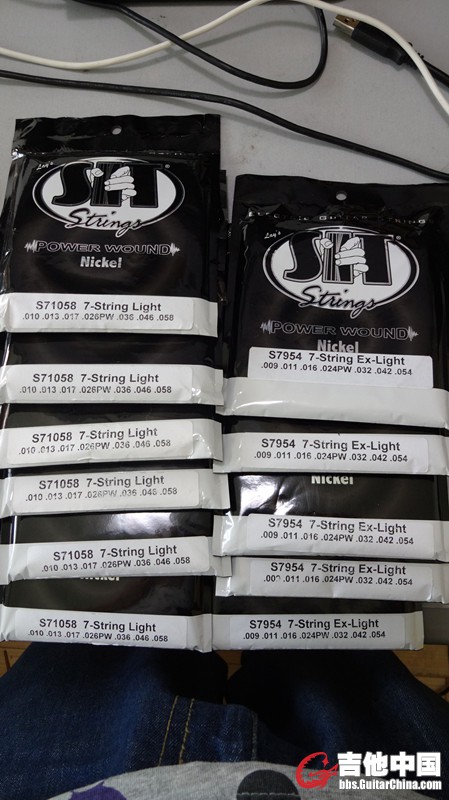 Lay's
SIT
Strings
POWER WOUND
Nickel
S71058 7-String Light
.010 .013 .017 .026PW .036 .046 .058
S71058 7-String Light
.010 .013 .017 .026PW .036 .046 .058
S71058 7-String Light
.010 .013 .017 .026PW .036 .046 .058
S71058 7-String Light
.010 .013 .017 .026PW .036 .046 .058
S71058 7-String Light
.010 .013 .017 .026PW .036 .046 .058
Nickel
S71058 7-String Light
.010 .013 .017 .026PW .036 .046 .058
SIT
Strings
POWER WOUND
Nickel
S7954 7-String Ex-Light
.009 .011 .016 .024PW .032 .042 .054
S7954 7-String Ex-Light
.009 .011 .016 .024PW .032 .042 .054
Nickel
S7954 7-String Ex-Light
.009 .011 .016 .024PW .032 .042 .054
S7954 7-String Ex-Light
.009 .011 .016 .024PW .032 .042 .054
S7954 7-String Ex-Light
.009 .011 .016 .024PW .032 .042 .054
吉他中国
bbs.GuitarChina.com